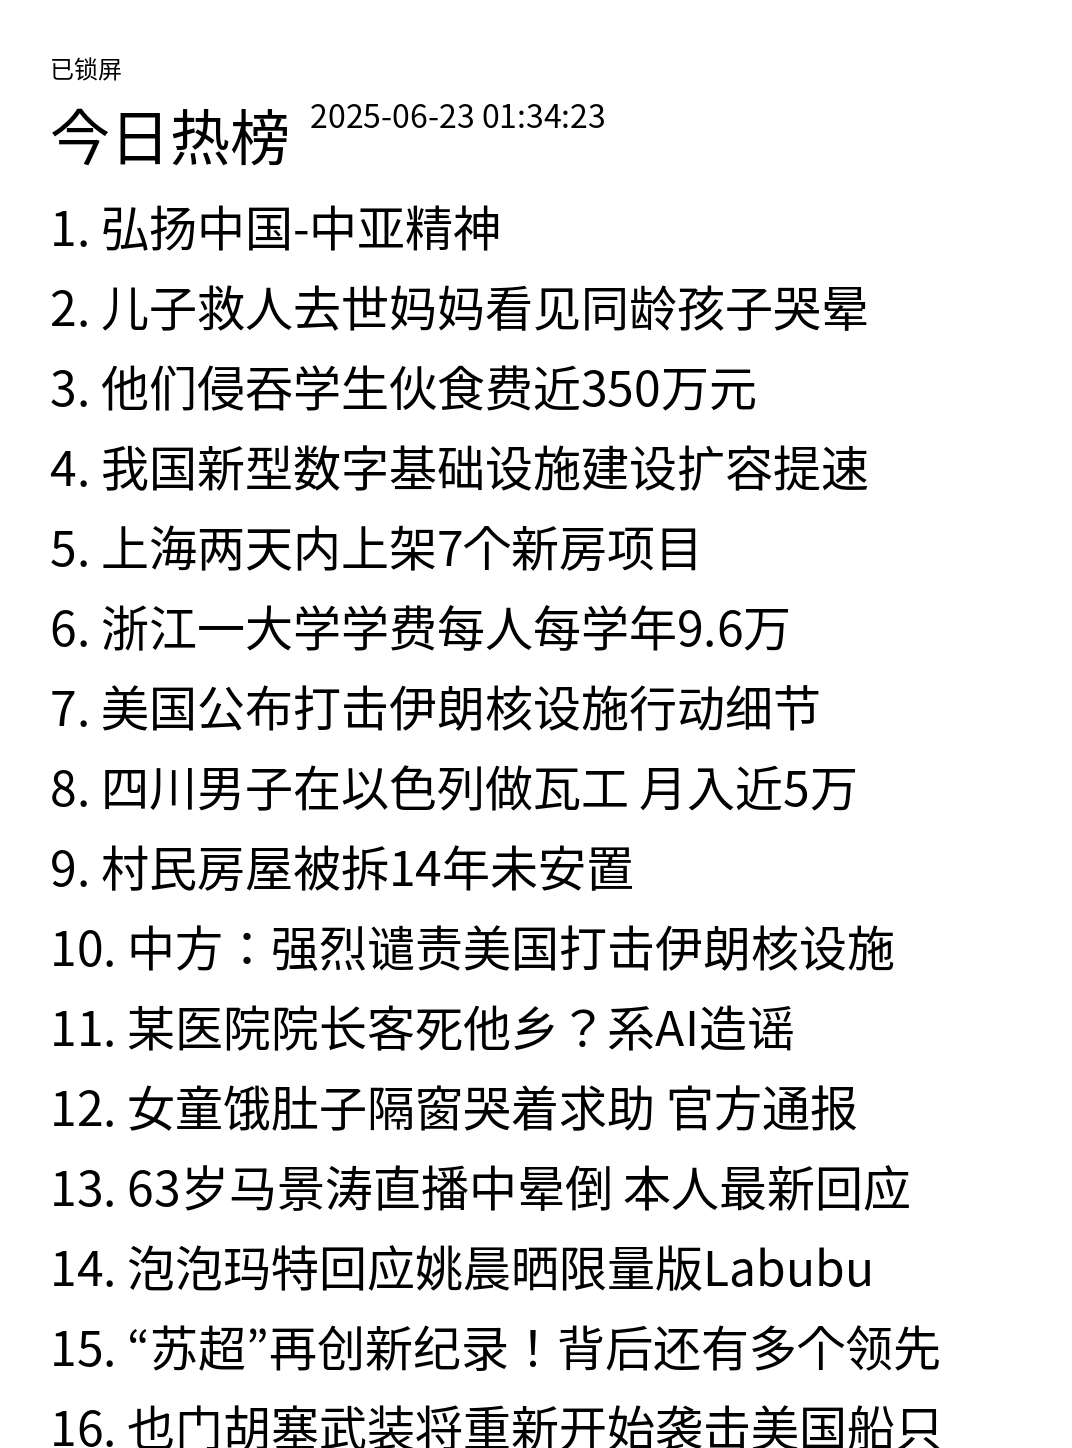 已锁屏
今日热榜 2025-06-23 01:34:23
1. 弘扬中国-中亚精神
2. 儿子救人去世妈妈看见同龄孩子哭晕
3. 他们侵吞学生伙食费近350万元
4. 我国新型数字基础设施建设扩容提速
5. 上海两天内上架7个新房项目
6. 浙江一大学学费每人每学年9.6万
7. 美国公布打击伊朗核设施行动细节
8. 四川男子在以色列做瓦工 月入近5万
9. 村民房屋被拆14年未安置
10. 中方：强烈谴责美国打击伊朗核设施
11. 某医院院长客死他乡？系AI造谣
12. 女童饿肚子隔窗哭着求助 官方通报
13. 63岁马景涛直播中晕倒 本人最新回应
14. 泡泡玛特回应姚晨晒限量版Labubu
15. “苏超”再创新纪录！背后还有多个领先
16. 也门胡塞武装将重新开始袭击美国船只